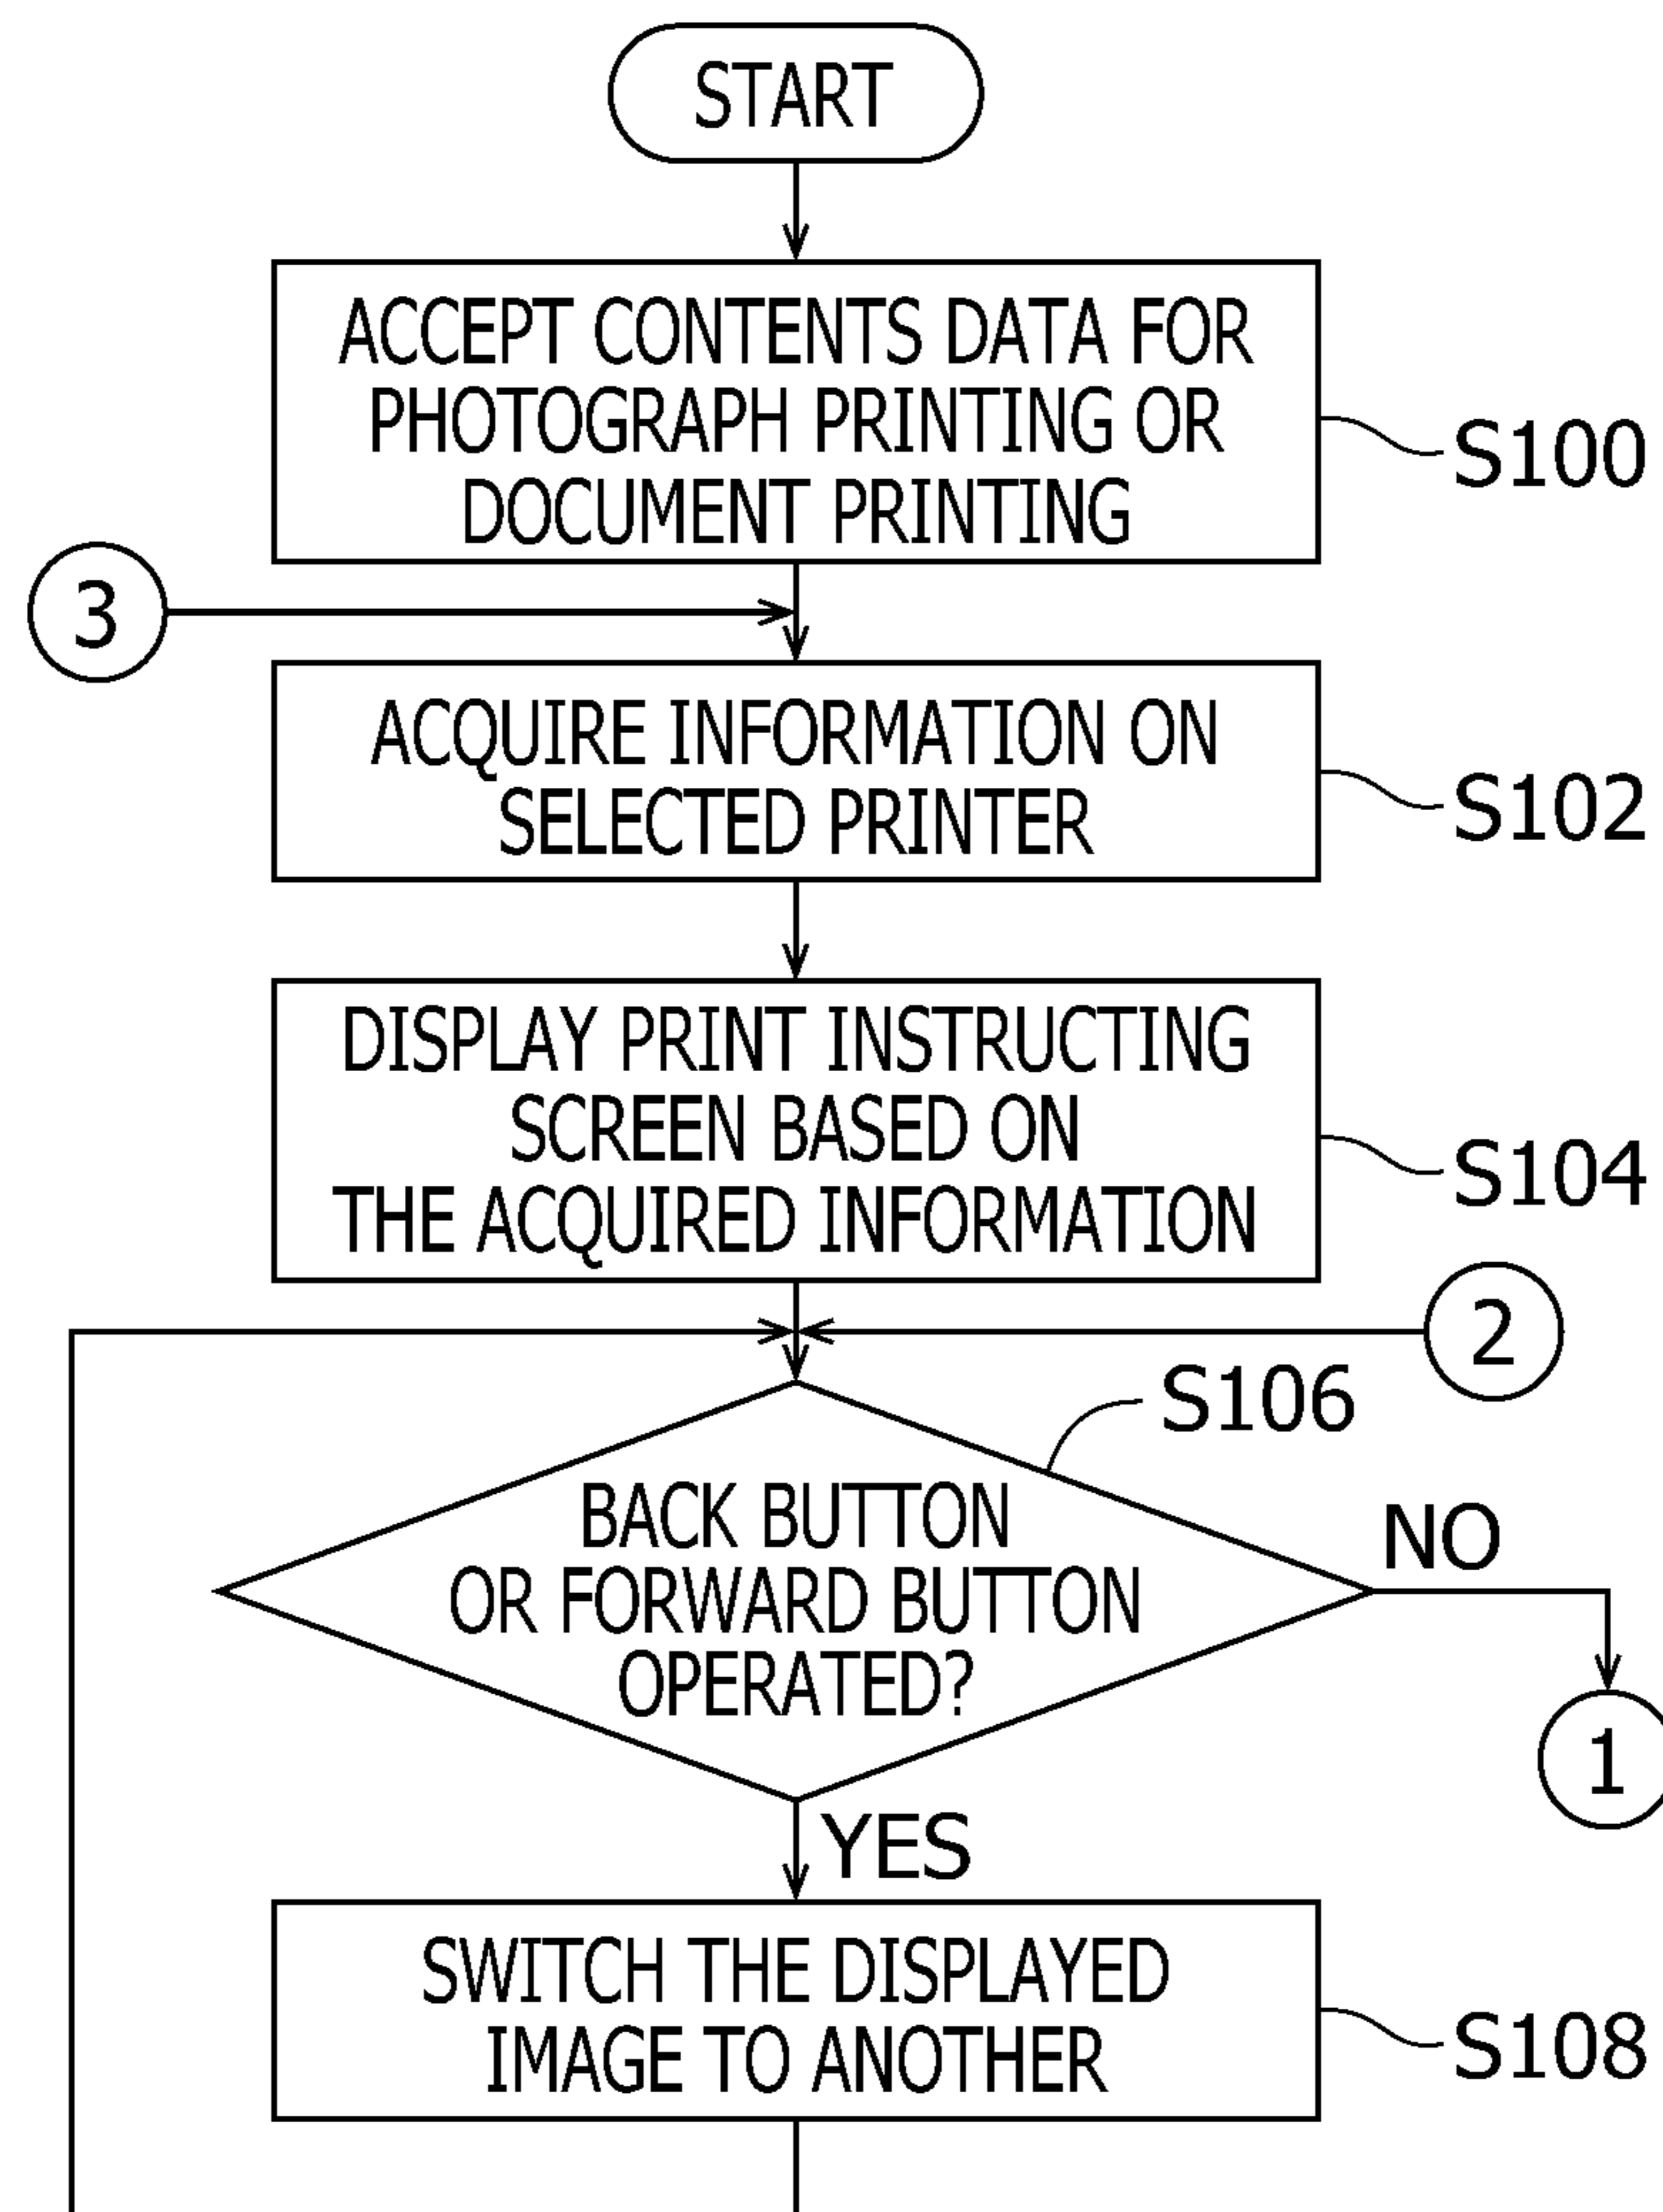 START
ACCEPT CONTENTS DATA FOR
PHOTOGRAPH PRINTING OR
DOCUMENT PRINTING
S100
3
ACQUIRE INFORMATION ON
SELECTED PRINTER
S102
DISPLAY PRINT INSTRUCTING
SCREEN BASED ON
THE ACQUIRED INFORMATION
S104
2
S106
BACK BUTTON
OR FORWARD BUTTON
OPERATED?
NO
1
YES
SWITCH THE DISPLAYED
IMAGE TO ANOTHER
S108